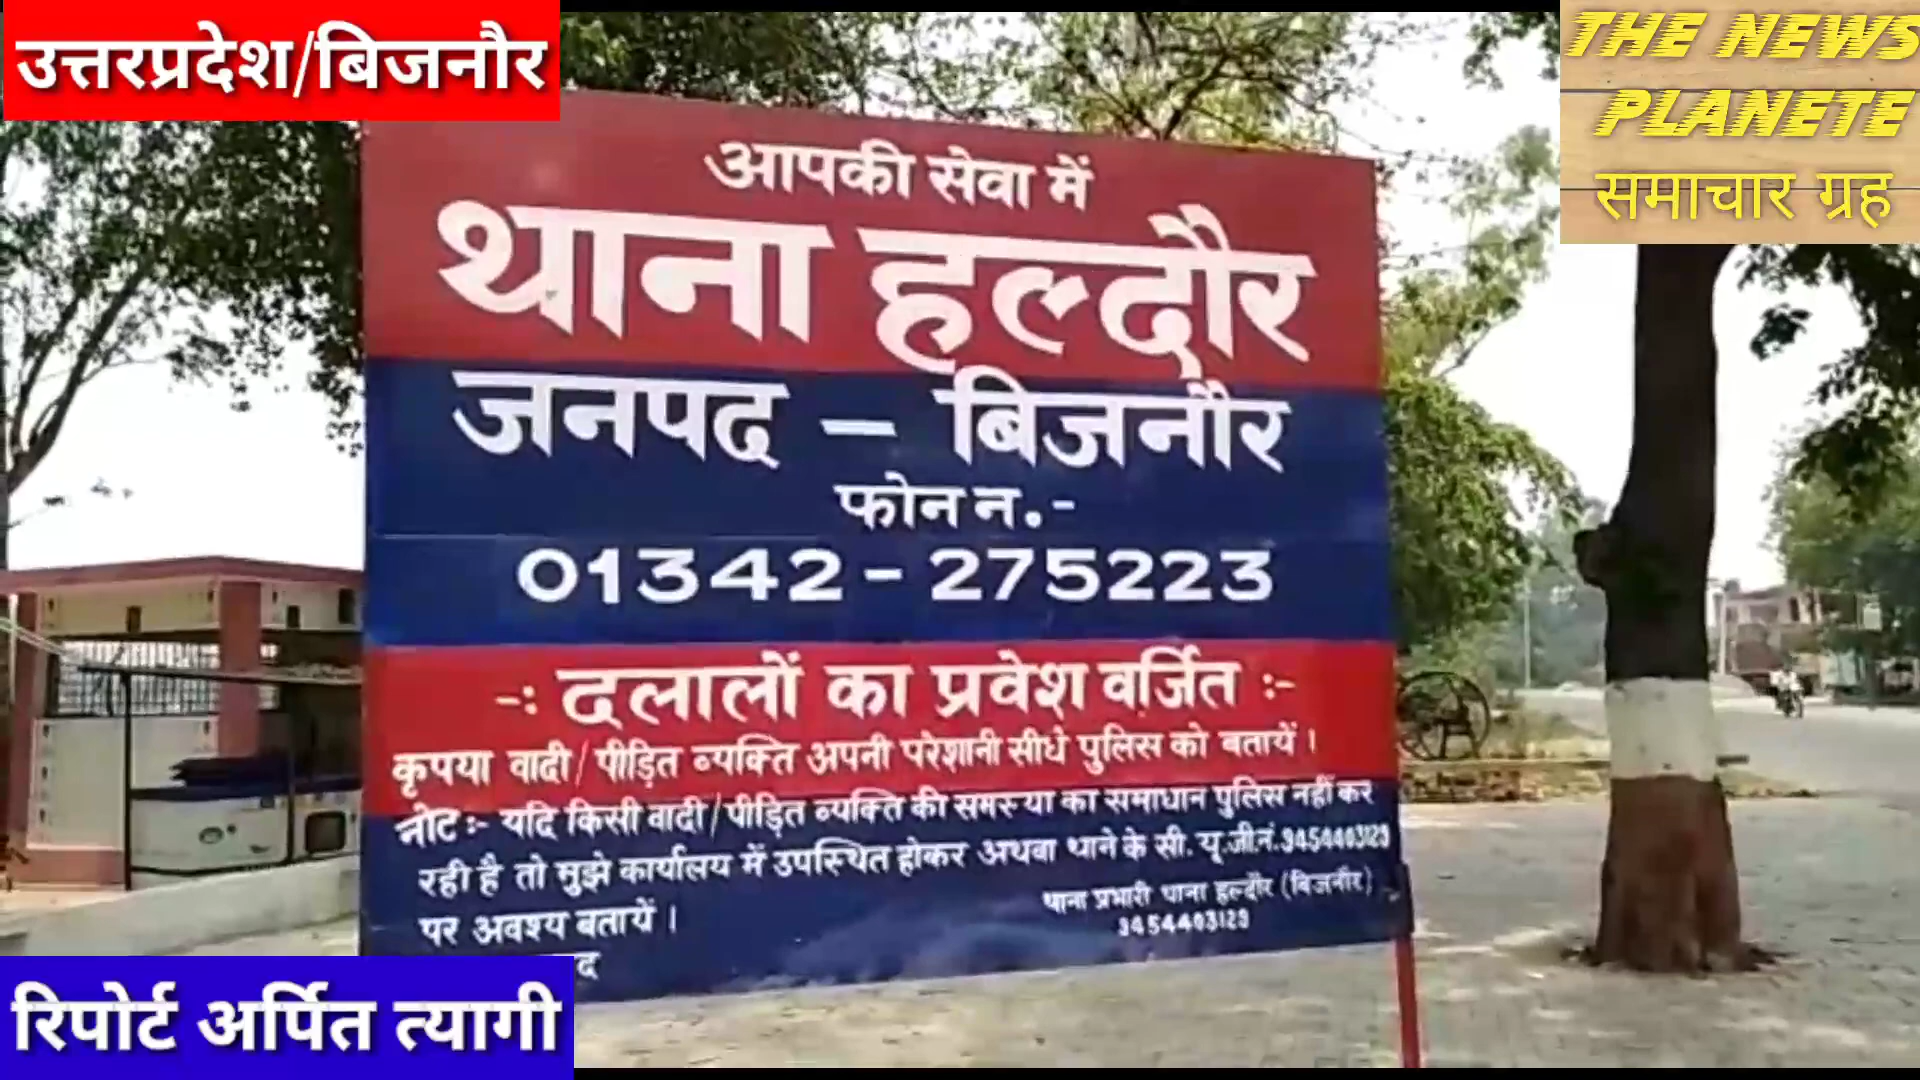 उत्तरप्रदेश/बिजनौर
THE NEWS
PLANETE
समाचार ग्रह
आपकी सेवा में
थाना हल्दौर
जनपद – बिजनौर
फोन न.-
01342 - 275223
-: दलालों का प्रवेश वर्जित :-
कृपया वादी/पीड़ित व्यक्ति अपनी परेशानी सीधे पुलिस को बतायें।
नोट :- यदि किसी वादी/पीड़ित व्यक्ति की समस्या का समाधान पुलिस नहीं कर
रही है तो मुझे कार्यालय में उपस्थित होकर अथवा थाने के सी. यू.जी.नं.9454403129
पर अवश्य बतायें।
थाना प्रभारी थाना हल्दौर (बिजनौर)
9454403129
रिपोर्ट अर्पित त्यागी